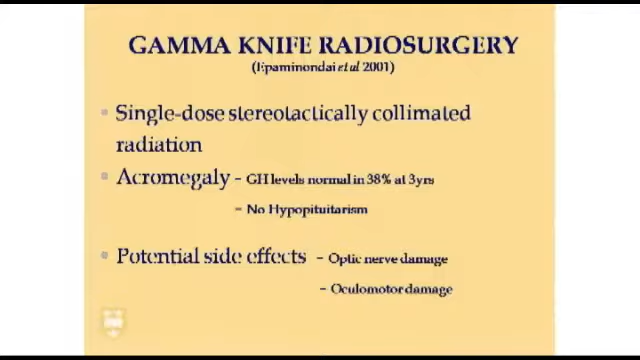 GAMMA KNIFE RADIOSURGERY
(Epaminondai et al 2001)
Single-dose stereotactically collimated
radiation
Acromegaly - GH levels normal in 38% at 3yrs
- No Hypopituitarism
Potential side effects - Optic nerve damage
- Oculomotor damage